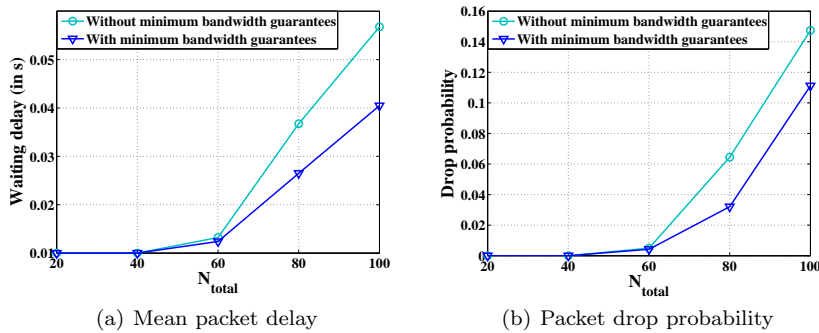 Without minimum bandwidth guarantees
With minimum bandwidth guarantees
Waiting delay (in s)
0.05
0.04
0.03
0.02
0.01
20 40 60 80 100
N_total
(a) Mean packet delay
Without minimum bandwidth guarantees
With minimum bandwidth guarantees
Drop probability
0.16
0.14
0.12
0.1
0.08
0.06
0.04
0.02
0
20 40 60 80 100
N_total
(b) Packet drop probability